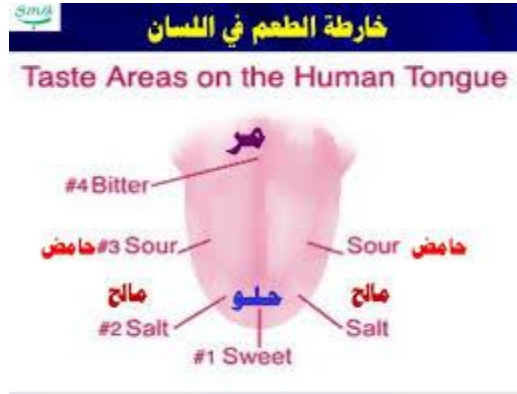 خارطة الطعم في اللسان
Taste Areas on the Human Tongue
مر
#4 Bitter
حامض #3 Sour
Sour حامض
مالح
حلو
مالح
#2 Salt
Salt
#1 Sweet